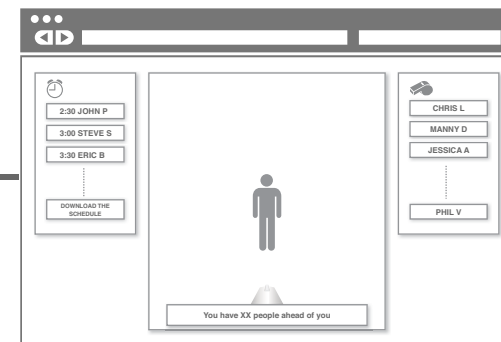 2:30 JOHN P
3:00 STEVE S
3:30 ERIC B
DOWNLOAD THE
SCHEDULE
You have XX people ahead of you
CHRIS L
MANNY D
JESSICA A
PHIL V